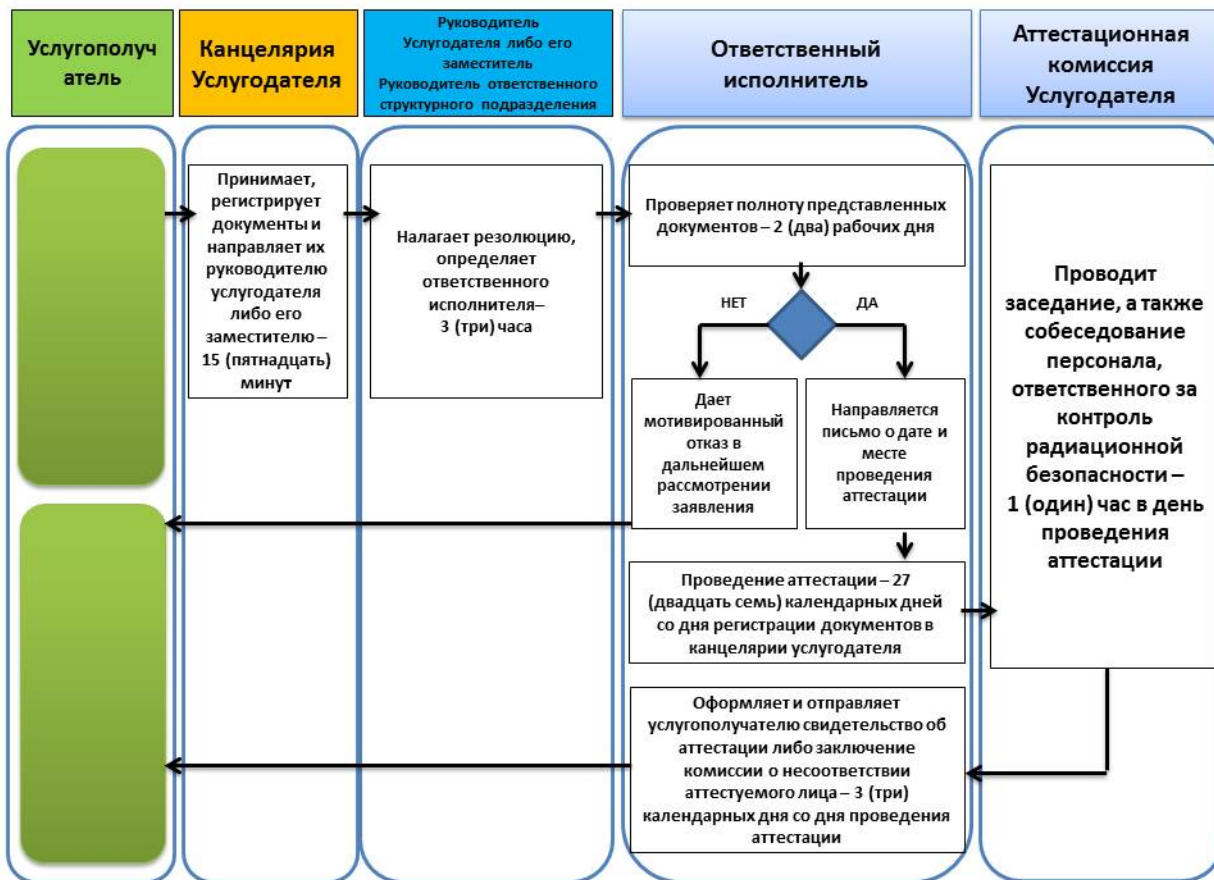 Услугополуч
атель
Канцелярия
Услугодателя
Руководитель
Услугодателя либо его
заместитель
Руководитель ответственного
структурного подразделения
Ответственный
исполнитель
Аттестационная
комиссия
Услугодателя
Принимает,
регистрирует
документы и
направляет их
руководителю
услугодателя
либо его
заместителю –
15 (пятнадцать)
минут
Налагает резолюцию,
определяет
ответственного
исполнителя–
3 (три) часа
Проверяет полноту представленных
документов – 2 (два) рабочих дня
НЕТ
ДА
Дает
мотивированный
отказ в
дальнейшем
рассмотрении
заявления
Направляется
письмо о дате и
месте
проведения
аттестации
Проведение аттестации – 27
(двадцать семь) календарных дней
со дня регистрации документов в
канцелярии услугодателя
Оформляет и отправляет
услугополучателю свидетельство об
аттестации либо заключение
комиссии о несоответствии
аттестуемого лица – 3 (три)
календарных дня со дня проведения
аттестации
Проводит
заседание, а также
собеседование
персонала,
ответственного за
контроль
радиационной
безопасности –
1 (один) час в день
проведения
аттестации